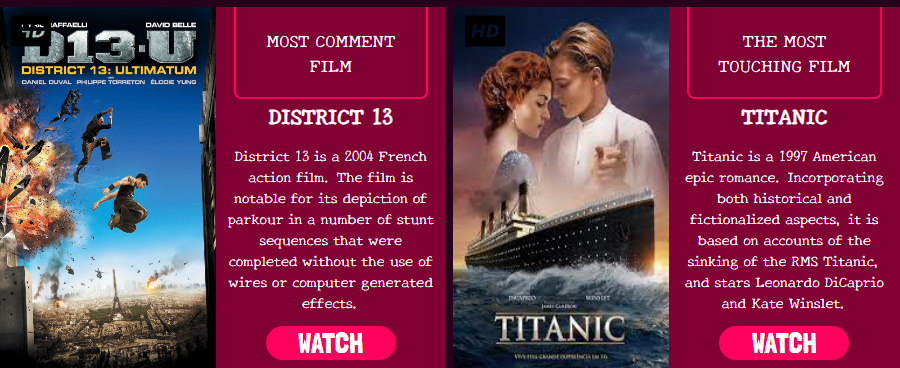 RAFFAELLI DAVID BELLE
HD
D13-U
DISTRICT 13: ULTIMATUM
DANIEL DUVAL PHILIPPE TORRETON ÉLODIE YUNG
MOST COMMENT
FILM
DISTRICT 13
District 13 is a 2004 French
action film. The film is
notable for its depiction of
parkour in a number of stunt
sequences that were
completed without the use of
wires or computer generated
effects.
WATCH
HD
DICAPRIO WINSLET
JAMES CAMERON
TITANIC
THE MOST
TOUCHING FILM
TITANIC
Titanic is a 1997 American
epic romance. Incorporating
both historical and
fictionalized aspects, it is
based on accounts of the
sinking of the RMS Titanic,
and stars Leonardo DiCaprio
and Kate Winslet.
WATCH